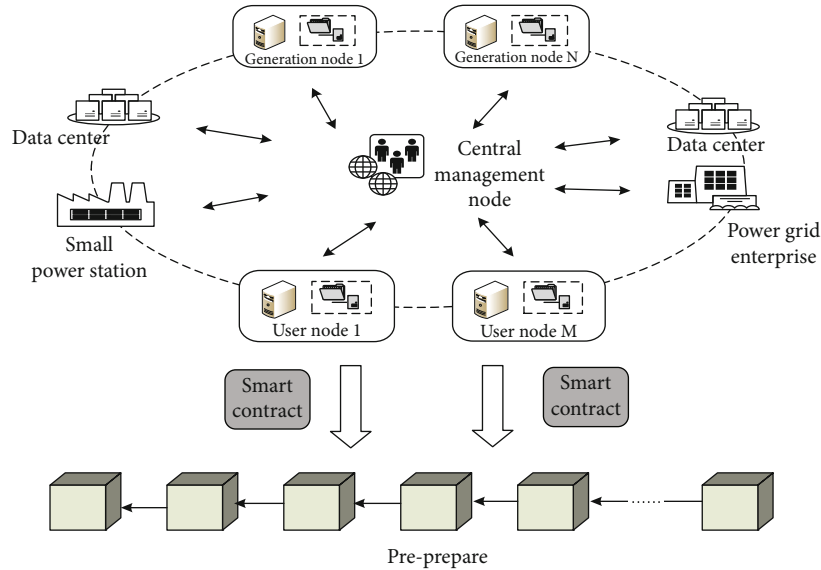 Generation node 1
Generation node N
Data center
Central
management
node
Data center
Small
power station
Power grid
enterprise
User node 1
User node M
Smart
contract
Smart
contract
......
Pre-prepare